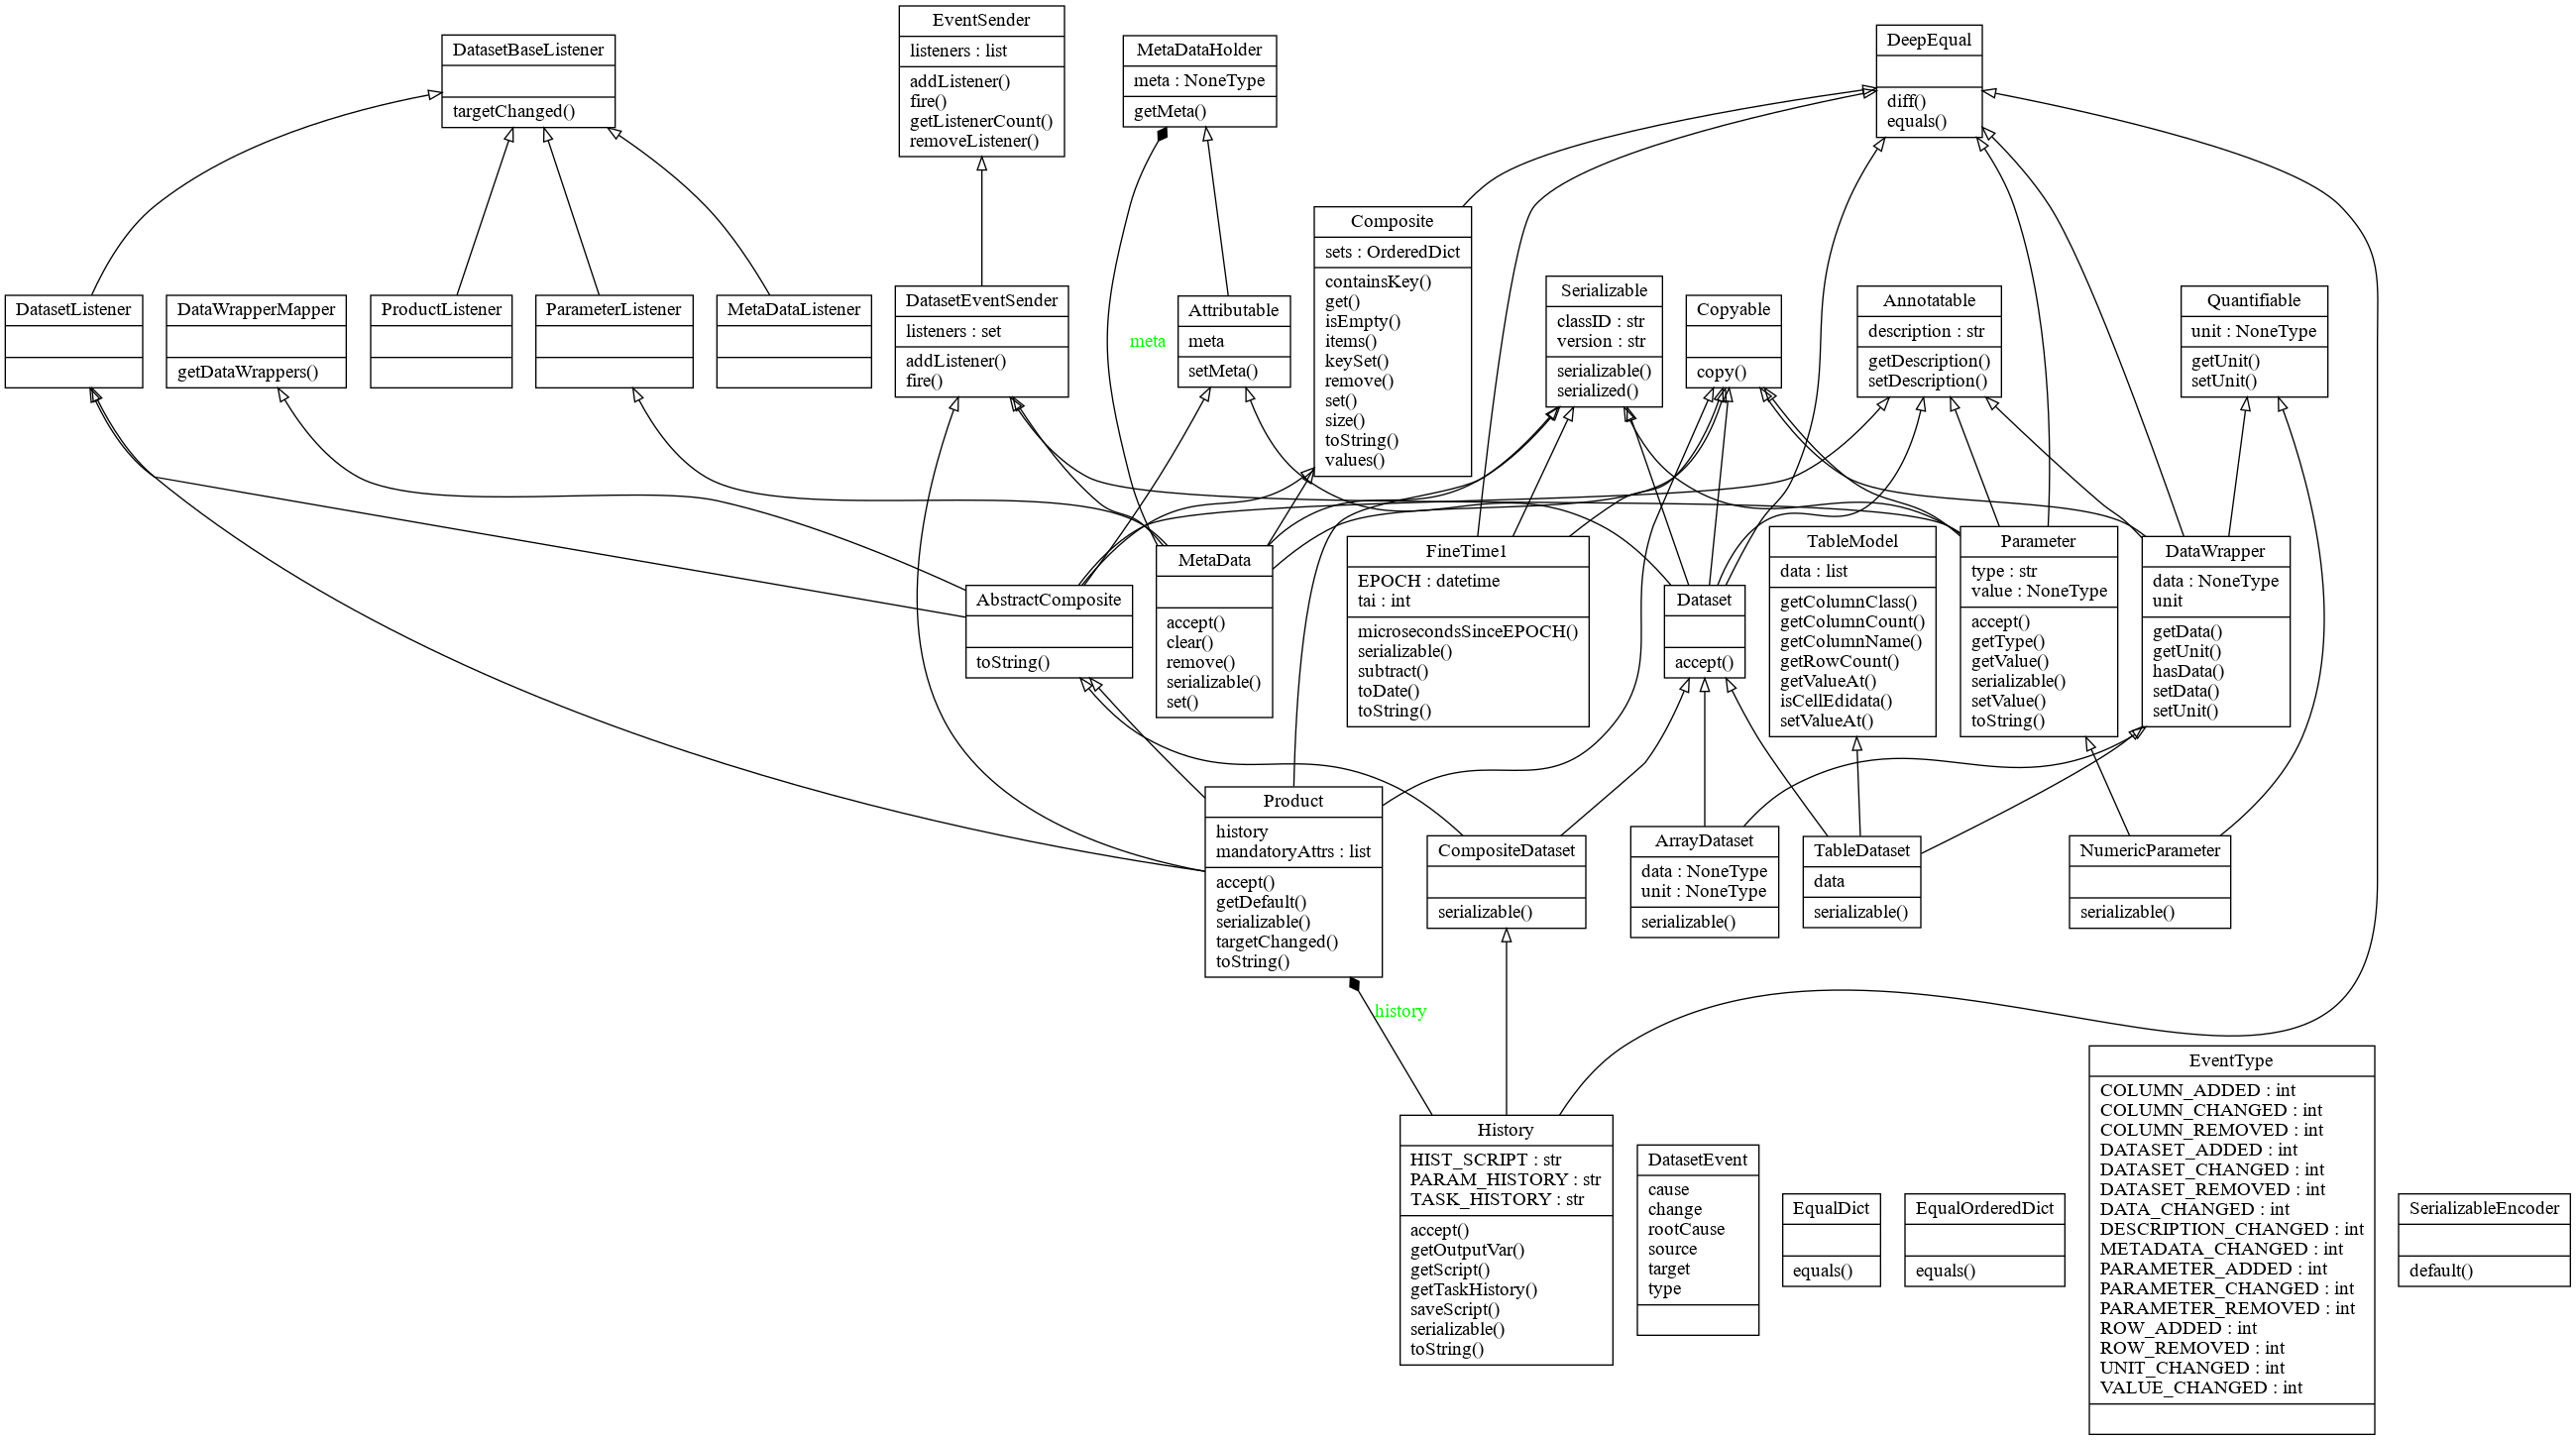 EventSender
listeners : list
addListener()
fire()
getListenerCount()
removeListener()
DatasetBaseListener
targetChanged()
MetaDataHolder
meta : NoneType
getMeta()
DeepEqual
diff()
equals()
Composite
sets : OrderedDict
containsKey()
get()
isEmpty()
items()
keySet()
remove()
set()
size()
toString()
values()
DatasetListener
DataWrapperMapper
getDataWrappers()
ProductListener
ParameterListener
MetaDataListener
DatasetEventSender
listeners : set
addListener()
fire()
meta
Attributable
meta
setMeta()
Serializable
classID : str
version : str
serializable()
serialized()
Copyable
copy()
Annotatable
description : str
getDescription()
setDescription()
Quantifiable
unit : NoneType
getUnit()
setUnit()
AbstractComposite
toString()
MetaData
accept()
clear()
remove()
serializable()
set()
FineTime1
EPOCH : datetime
tai : int
microsecondsSinceEPOCH()
serializable()
subtract()
toDate()
toString()
Dataset
accept()
TableModel
data : list
getColumnClass()
getColumnCount()
getColumnName()
getRowCount()
getValueAt()
isCellEdidata()
setValueAt()
Parameter
type : str
value : NoneType
accept()
getType()
getValue()
serializable()
setValue()
toString()
DataWrapper
data : NoneType
unit
getData()
getUnit()
hasData()
setData()
setUnit()
Product
history
mandatoryAttrs : list
accept()
getDefault()
serializable()
targetChanged()
toString()
CompositeDataset
serializable()
ArrayDataset
data : NoneType
unit : NoneType
serializable()
TableDataset
data
serializable()
NumericParameter
serializable()
history
History
HIST_SCRIPT : str
PARAM_HISTORY : str
TASK_HISTORY : str
accept()
getOutputVar()
getScript()
getTaskHistory()
saveScript()
serializable()
toString()
DatasetEvent
cause
change
rootCause
source
target
type
EqualDict
equals()
EqualOrderedDict
equals()
EventType
COLUMN_ADDED : int
COLUMN_CHANGED : int
COLUMN_REMOVED : int
DATASET_ADDED : int
DATASET_CHANGED : int
DATASET_REMOVED : int
DATA_CHANGED : int
DESCRIPTION_CHANGED : int
METADATA_CHANGED : int
PARAMETER_ADDED : int
PARAMETER_CHANGED : int
PARAMETER_REMOVED : int
ROW_ADDED : int
ROW_REMOVED : int
UNIT_CHANGED : int
VALUE_CHANGED : int
SerializableEncoder
default()